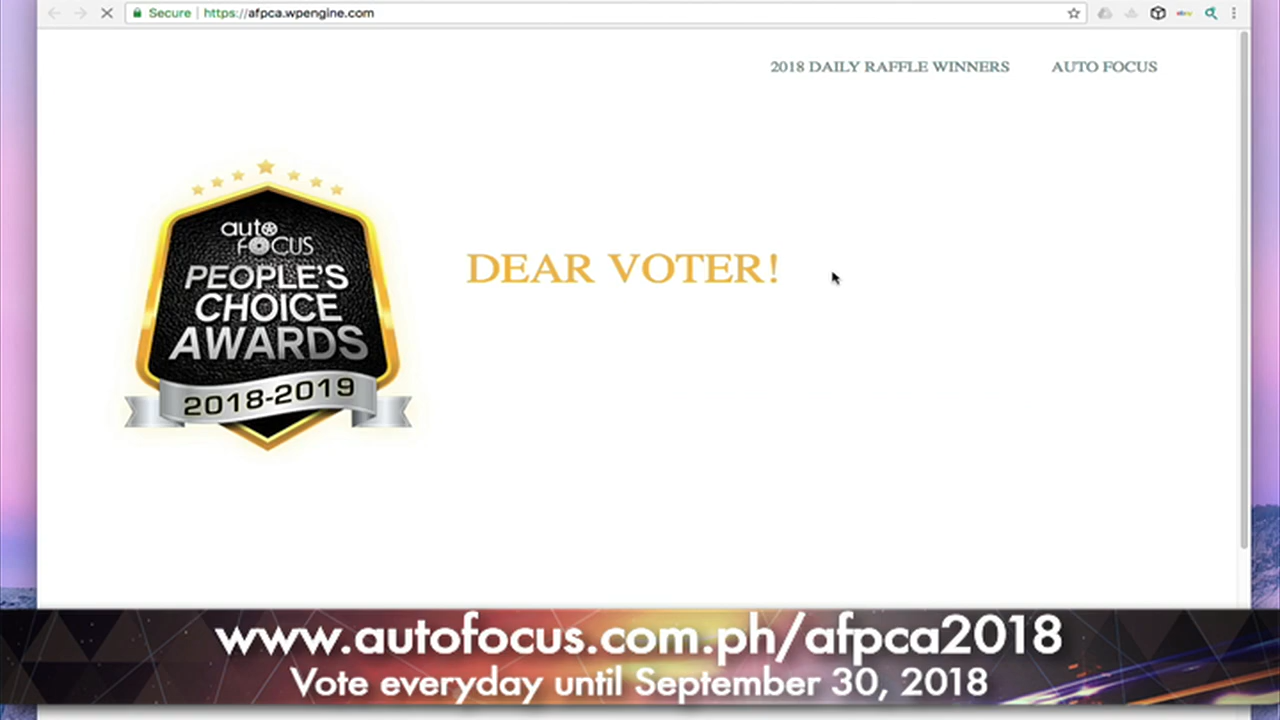 Secure https://afpca.wpengine.com
2018 DAILY RAFFLE WINNERS AUTO FOCUS
auto
FOCUS
PEOPLE'S
CHOICE
AWARDS
2018-2019
DEAR VOTER!
www.autofocus.com.ph/afpca2018
Vote everyday until September 30, 2018